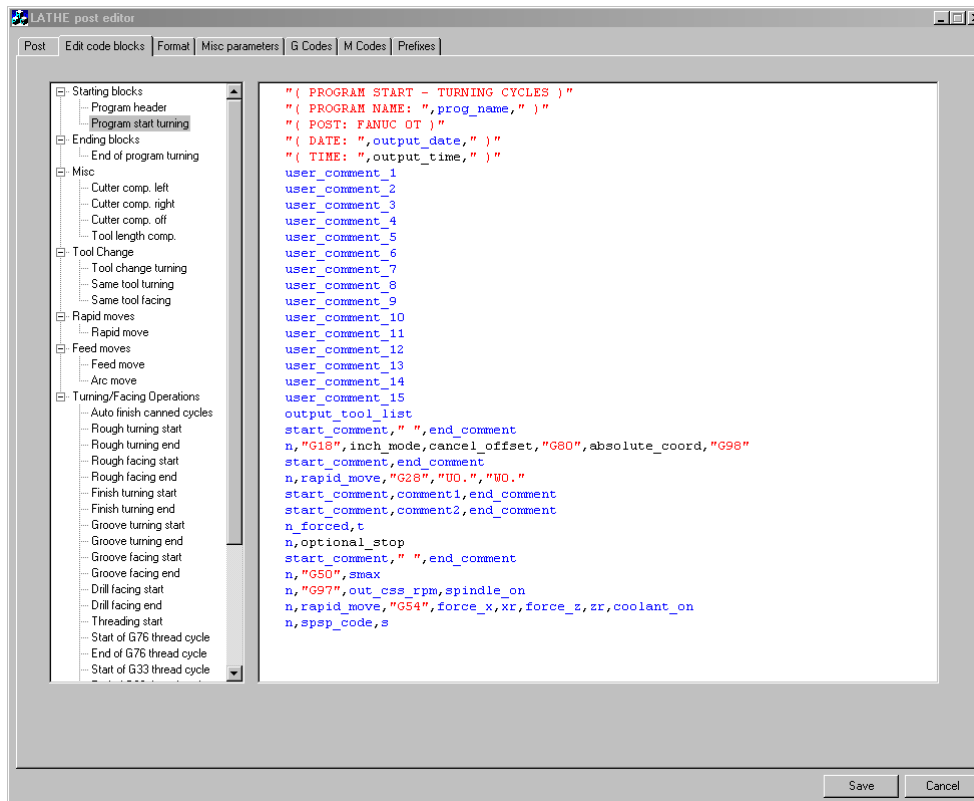 LATHE post editor
Post Edit code blocks Format Misc parameters G Codes M Codes Prefixes
Starting blocks
Program header
Program start turning
Ending blocks
End of program turning
Misc
Cutter comp. left
Cutter comp. right
Cutter comp. off
Tool length comp.
Tool Change
Tool change turning
Same tool turning
Same tool facing
Rapid moves
Rapid move
Feed moves
Feed move
Arc move
Turning/Facing Operations
Auto finish canned cycles
Rough turning start
Rough turning end
Rough facing start
Rough facing end
Finish turning start
Finish turning end
Groove turning start
Groove turning end
Groove facing start
Groove facing end
Drill facing start
Drill facing end
Threading start
Start of G76 thread cycle
End of G76 thread cycle
Start of G33 thread cycle
"( PROGRAM START - TURNING CYCLES )"
"( PROGRAM NAME: ",prog_name," )"
"( POST: FANUC OT )"
"( DATE: ",output_date," )"
"( TIME: ",output_time," )"
user_comment_1
user_comment_2
user_comment_3
user_comment_4
user_comment_5
user_comment_6
user_comment_7
user_comment_8
user_comment_9
user_comment_10
user_comment_11
user_comment_12
user_comment_13
user_comment_14
user_comment_15
output_tool_list
start_comment," ",end_comment
n,"G18",inch_mode,cancel_offset,"G80",absolute_coord,"G98"
start_comment,end_comment
n,rapid_move,"G28","U0.","W0."
start_comment,comment1,end_comment
start_comment,comment2,end_comment
n_forced,t
n,optional_stop
start_comment," ",end_comment
n,"G50",smax
n,"G97",out_css_rpm,spindle_on
n,rapid_move,"G54",force_x,xr,force_z,zr,coolant_on
n,spsp_code,s
Save Cancel